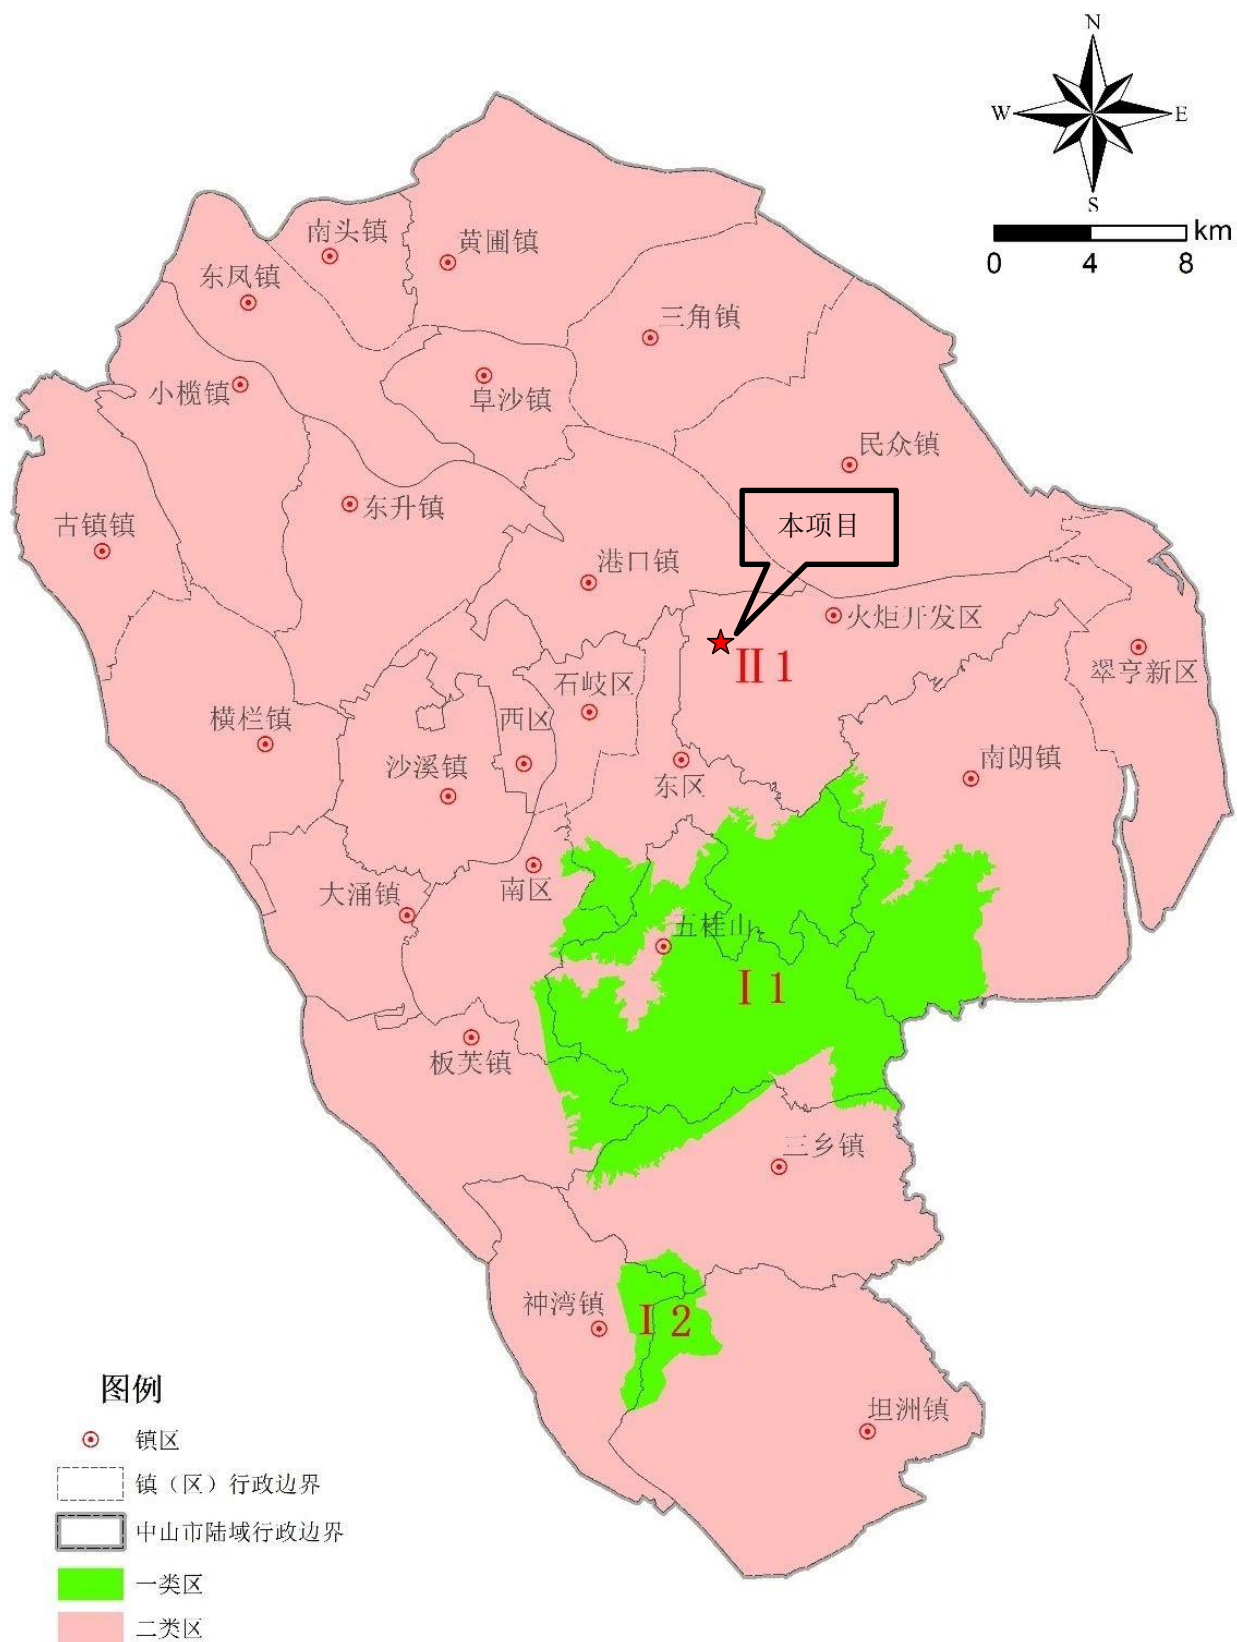 N
W
E
S
km
0 4 8
南头镇
黄圃镇
东凤镇
三角镇
小榄镇
阜沙镇
民众镇
东升镇
本项目
古镇镇
港口镇
火炬开发区
II 1
石岐区
翠亨新区
横栏镇
西区
沙溪镇
东区
南朗镇
南区
大涌镇
五桂山
I 1
板芙镇
三乡镇
神湾镇
I 2
坦洲镇
图例
镇区
镇（区）行政边界
中山市陆域行政边界
一类区
二类区